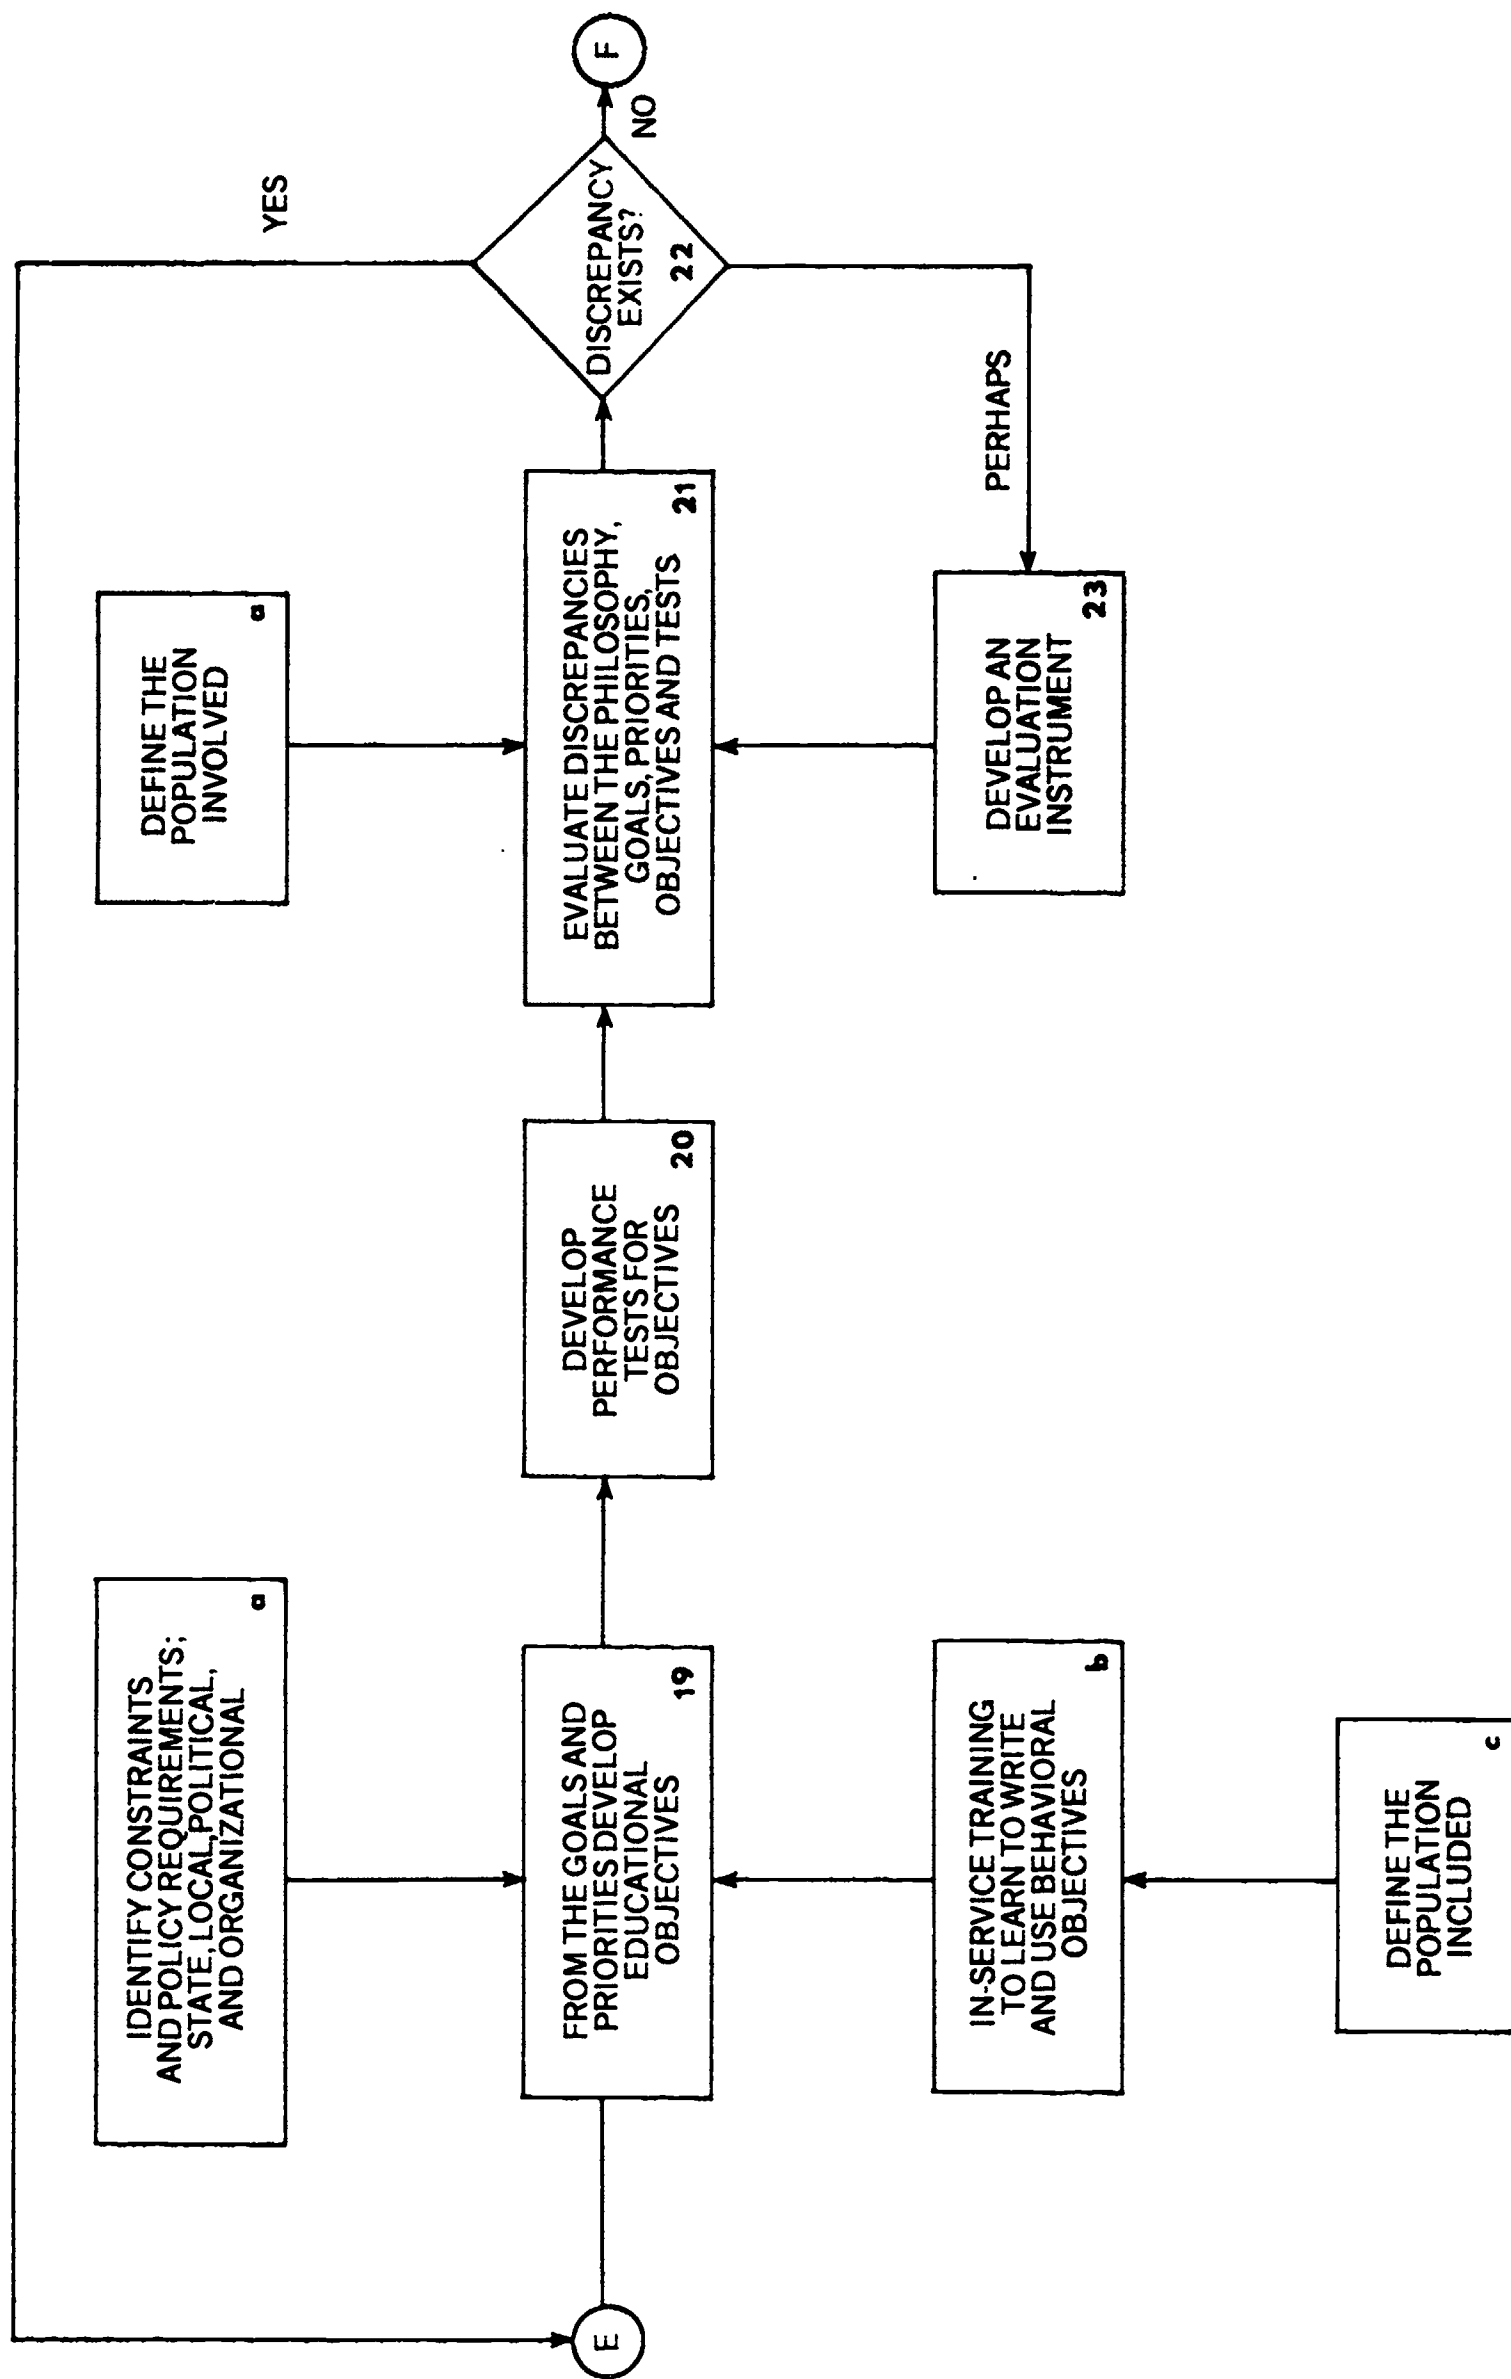 E
IDENTIFY CONSTRAINTS
AND POLICY REQUIREMENTS;
STATE, LOCAL, POLITICAL,
AND ORGANIZATIONAL
a
FROM THE GOALS AND
PRIORITIES DEVELOP
EDUCATIONAL
OBJECTIVES
19
IN-SERVICE TRAINING
TO LEARN TO WRITE
AND USE BEHAVIORAL
OBJECTIVES
b
DEFINE THE
POPULATION
INCLUDED
c
DEVELOP
PERFORMANCE
TESTS FOR
OBJECTIVES
20
DEFINE THE
POPULATION
INVOLVED
a
EVALUATE DISCREPANCIES
BETWEEN THE PHILOSOPHY,
GOALS, PRIORITIES,
OBJECTIVES AND TESTS
21
DEVELOP AN
EVALUATION
INSTRUMENT
23
PERHAPS
YES
DISCREPANCY
EXISTS?
22
NO
F